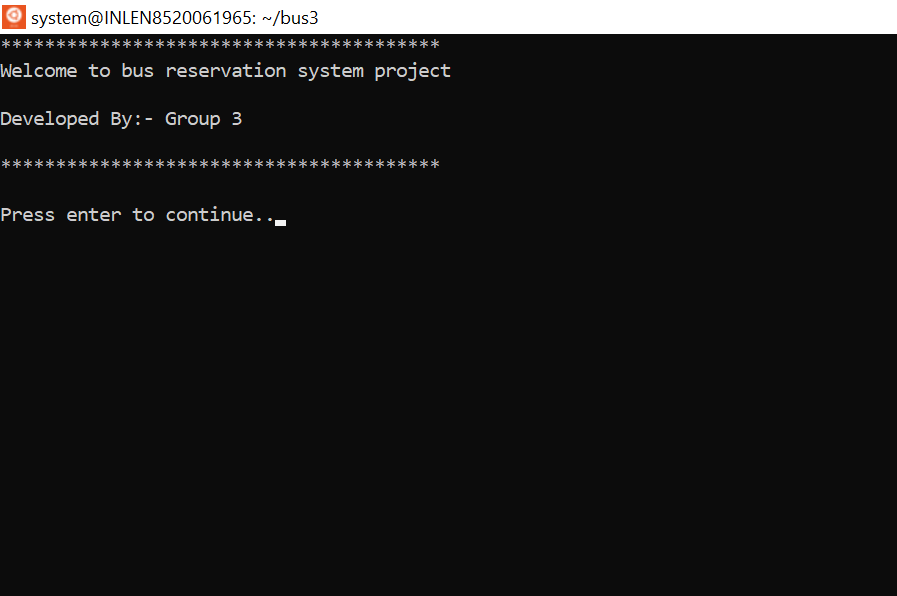 system@INLEN8520061965: ~/bus3
****************************************
Welcome to bus reservation system project
Developed By:- Group 3
****************************************
Press enter to continue..